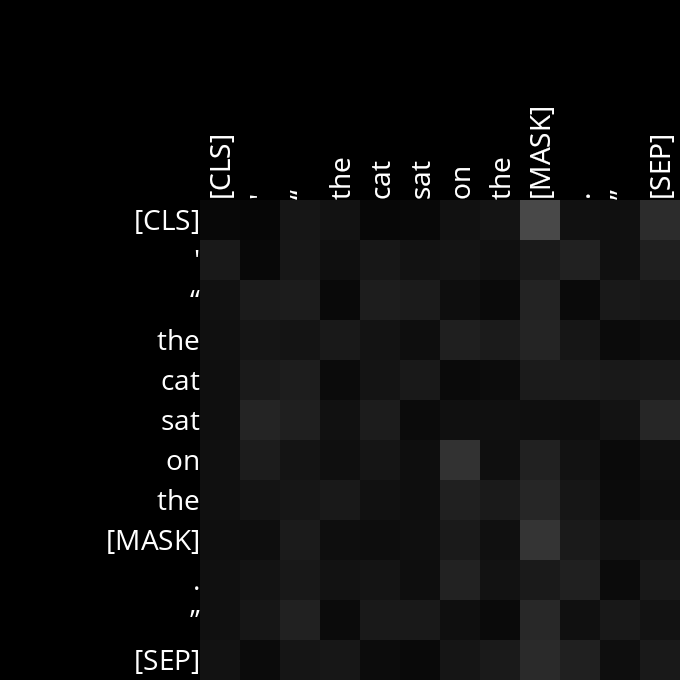 [CLS] ' “ the cat sat on the [MASK] . ” [SEP]
[CLS]
'
“
the
cat
sat
on
the
[MASK]
.
”
[SEP]